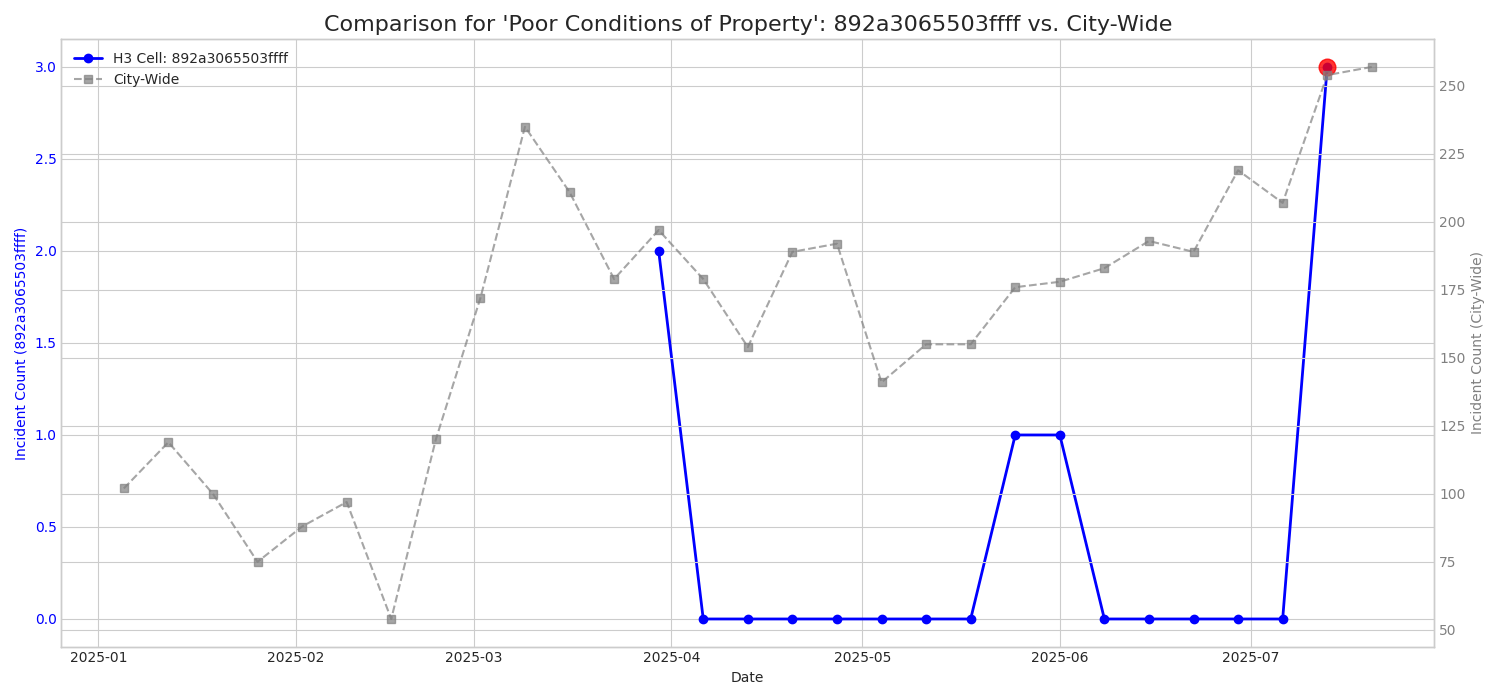 Comparison for 'Poor Conditions of Property': 892a3065503ffff vs. City-Wide
H3 Cell: 892a3065503ffff
City-Wide
Incident Count (892a3065503ffff)
3.0
2.5
2.0
1.5
1.0
0.5
0.0
250
225
200
175
150
125
100
75
50
Incident Count (City-Wide)
2025-01 2025-02 2025-03 2025-04 2025-05 2025-06 2025-07
Date